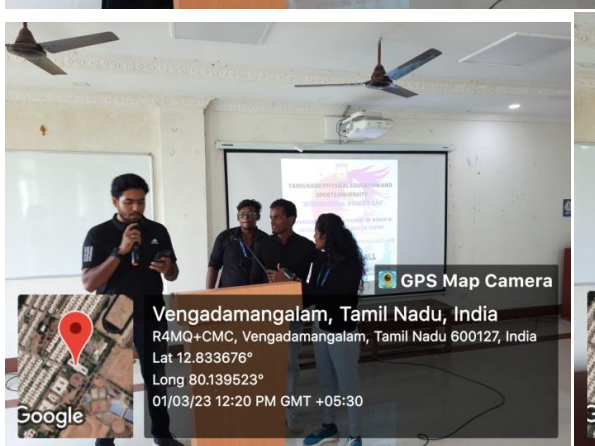 TAMILNADU PHYSICAL EDUCATION AND
SPORTS UNIVERSITY
GPS Map Camera
Vengadamangalam, Tamil Nadu, India
R4MQ+CMC, Vengadamangalam, Tamil Nadu 600127, India
Lat 12.833676°
Long 80.139523°
01/03/23 12:20 PM GMT +05:30
Google